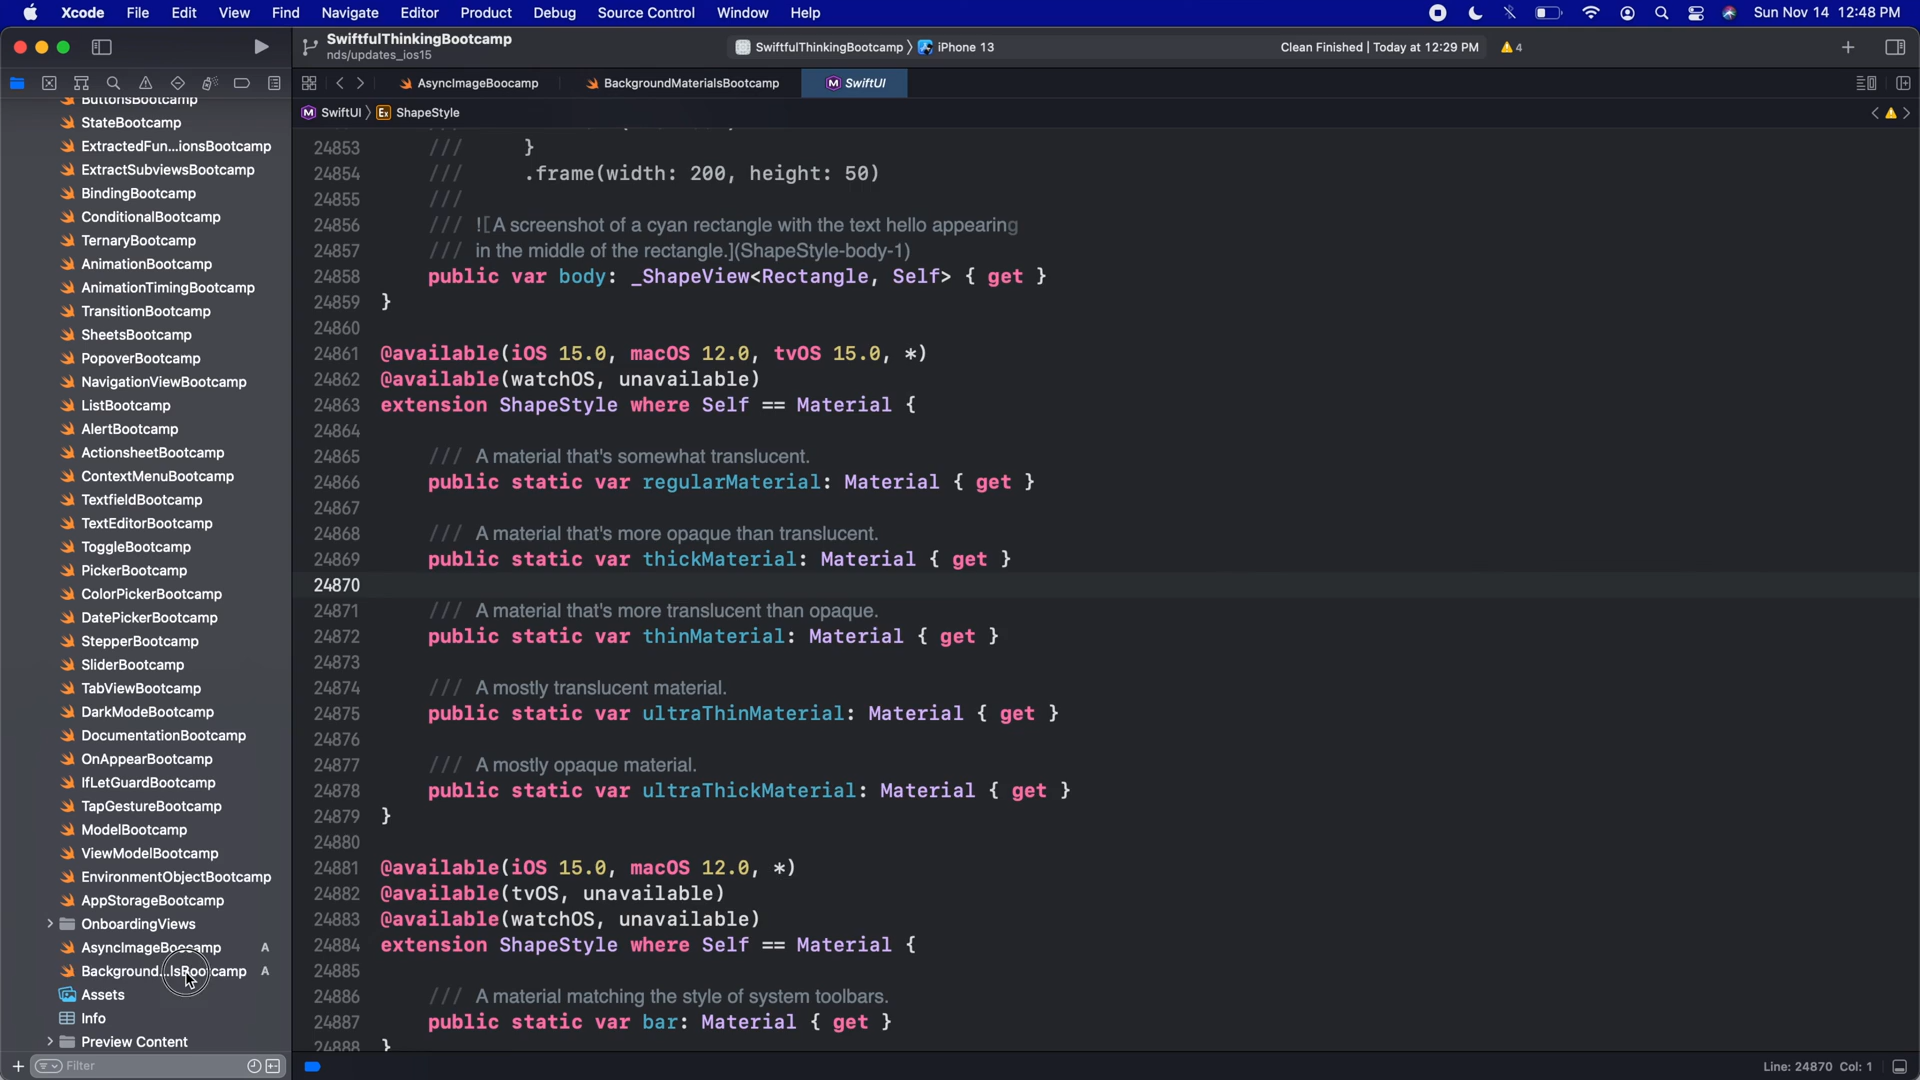 Xcode File Edit View Find Navigate Editor Product Debug Source Control Window Help Sun Nov 14 12:48 PM
SwiftfulThinkingBootcamp
nds/updates_ios15
SwiftfulThinkingBootcamp 〉 iPhone 13
Clean Finished | Today at 12:29 PM 4
AsyncImageBoocamp BackgroundMaterialsBootcamp SwiftUI
SwiftUI 〉 ShapeStyle
ButtonsBootcamp
StateBootcamp
ExtractedFun...ionsBootcamp
ExtractSubviewsBootcamp
BindingBootcamp
ConditionalBootcamp
TernaryBootcamp
AnimationBootcamp
AnimationTimingBootcamp
TransitionBootcamp
SheetsBootcamp
PopoverBootcamp
NavigationViewBootcamp
ListBootcamp
AlertBootcamp
ActionsheetBootcamp
ContextMenuBootcamp
TextfieldBootcamp
TextEditorBootcamp
ToggleBootcamp
PickerBootcamp
ColorPickerBootcamp
DatePickerBootcamp
StepperBootcamp
SliderBootcamp
TabViewBootcamp
DarkModeBootcamp
DocumentationBootcamp
OnAppearBootcamp
IfLetGuardBootcamp
TapGestureBootcamp
ModelBootcamp
ViewModelBootcamp
EnvironmentObjectBootcamp
AppStorageBootcamp
OnboardingViews
AsyncImageBoocamp A
Background...lsBootcamp A
Assets
Info
Preview Content
Filter
24853 /// }
24854 /// .frame(width: 200, height: 50)
24855 ///
24856 /// ![A screenshot of a cyan rectangle with the text hello appearing
24857 /// in the middle of the rectangle.](ShapeStyle-body-1)
24858 public var body: _ShapeView<Rectangle, Self> { get }
24859 }
24860
24861 @available(iOS 15.0, macOS 12.0, tvOS 15.0, *)
24862 @available(watchOS, unavailable)
24863 extension ShapeStyle where Self == Material {
24864
24865 /// A material that's somewhat translucent.
24866 public static var regularMaterial: Material { get }
24867
24868 /// A material that's more opaque than translucent.
24869 public static var thickMaterial: Material { get }
24870
24871 /// A material that's more translucent than opaque.
24872 public static var thinMaterial: Material { get }
24873
24874 /// A mostly translucent material.
24875 public static var ultraThinMaterial: Material { get }
24876
24877 /// A mostly opaque material.
24878 public static var ultraThickMaterial: Material { get }
24879 }
24880
24881 @available(iOS 15.0, macOS 12.0, *)
24882 @available(tvOS, unavailable)
24883 @available(watchOS, unavailable)
24884 extension ShapeStyle where Self == Material {
24885
24886 /// A material matching the style of system toolbars.
24887 public static var bar: Material { get }
24888 }
Line: 24870 Col: 1